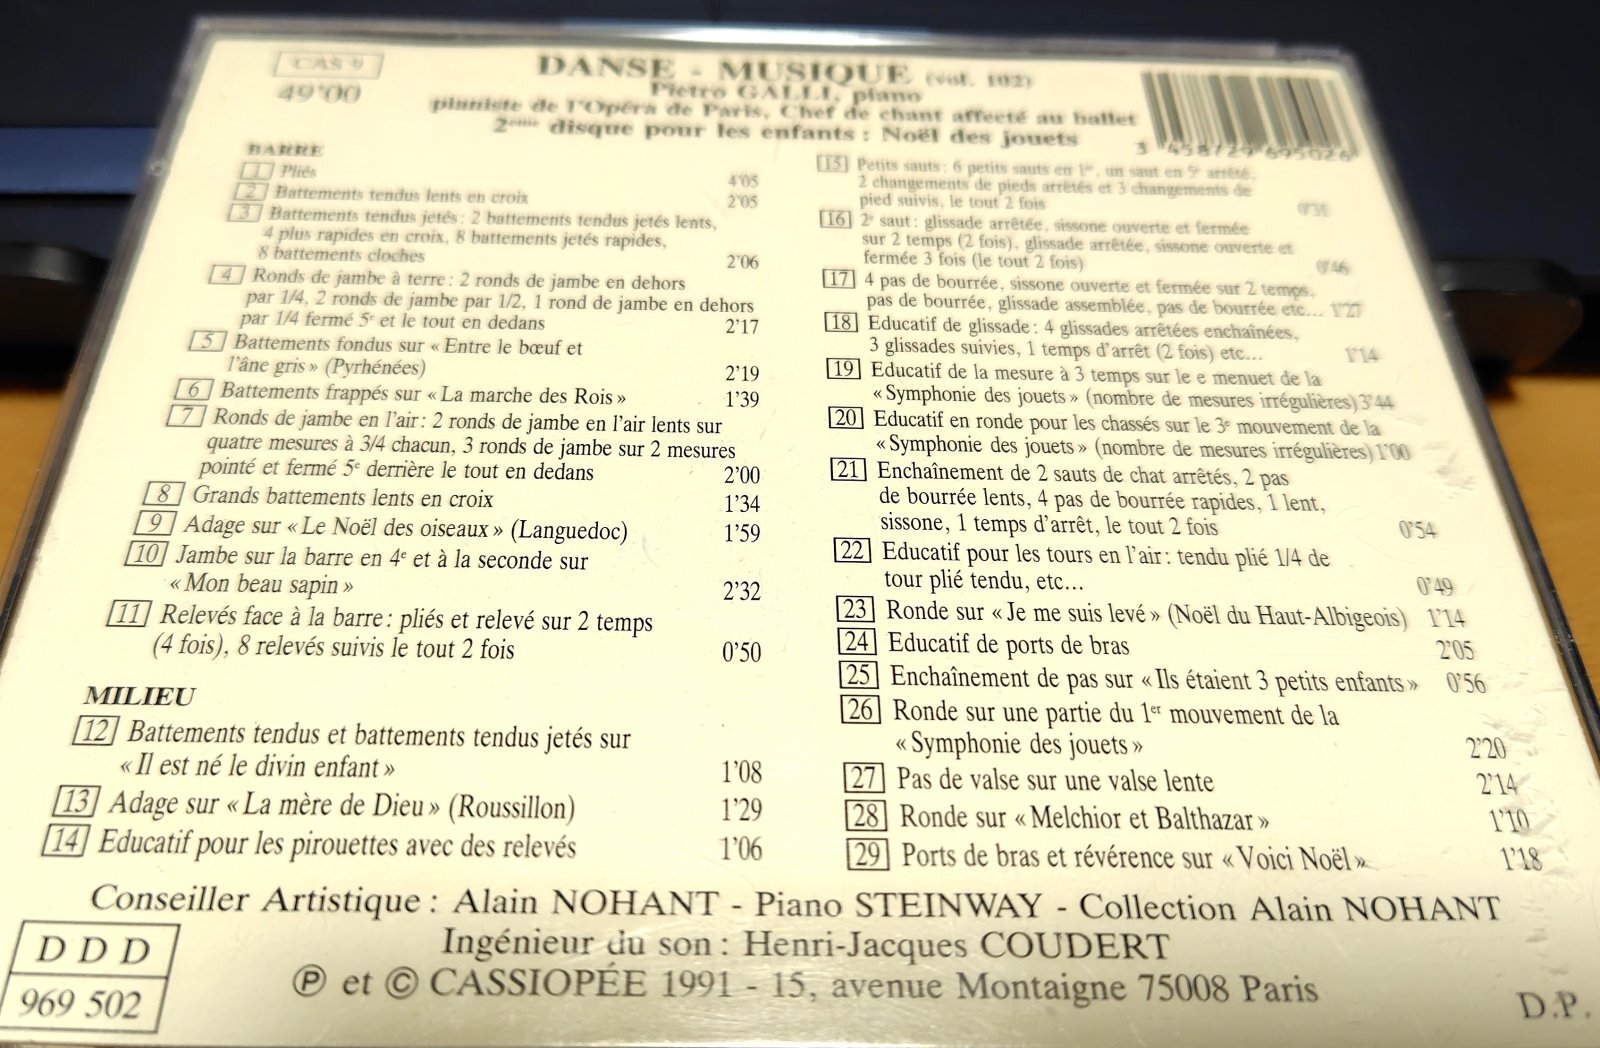 CAS 9
49'00
DANSE - MUSIQUE (vol. 102)
Pietro GALLI, piano
pianiste de l'Opéra de Paris, Chef de chant affecté au ballet
2ème disque pour les enfants : Noël des jouets
3 458729 695026
BARRE
1 Pliés 4'05
2 Battements tendus lents en croix 2'05
3 Battements tendus jetés : 2 battements tendus jetés lents,
4 plus rapides en croix, 8 battements jetés rapides,
8 battements cloches 2'06
4 Ronds de jambe à terre : 2 ronds de jambe en dehors
par 1/4, 2 ronds de jambe par 1/2, 1 rond de jambe en dehors
par 1/4 fermé 5e et le tout en dedans 2'17
5 Battements fondus sur « Entre le bœuf et
l'âne gris » (Pyrhénées) 2'19
6 Battements frappés sur « La marche des Rois » 1'39
7 Ronds de jambe en l'air : 2 ronds de jambe en l'air lents sur
quatre mesures à 3/4 chacun, 3 ronds de jambe sur 2 mesures
pointé et fermé 5e derrière le tout en dedans 2'00
8 Grands battements lents en croix 1'34
9 Adage sur « Le Noël des oiseaux » (Languedoc) 1'59
10 Jambe sur la barre en 4e et à la seconde sur
« Mon beau sapin » 2'32
11 Relevés face à la barre : pliés et relevé sur 2 temps
(4 fois), 8 relevés suivis le tout 2 fois 0'50
MILIEU
12 Battements tendus et battements tendus jetés sur
« Il est né le divin enfant » 1'08
13 Adage sur « La mère de Dieu » (Roussillon) 1'29
14 Educatif pour les pirouettes avec des relevés 1'06
15 Petits sauts : 6 petits sauts en 1re, un saut en 5e arrêté,
2 changements de pieds arrêtés et 3 changements de
pied suivis, le tout 2 fois 0'31
16 2e saut : glissade arrêtée, sissone ouverte et fermée
sur 2 temps (2 fois), glissade arrêtée, sissone ouverte et
fermée 3 fois (le tout 2 fois) 0'46
17 4 pas de bourrée, sissone ouverte et fermée sur 2 temps,
pas de bourrée, glissade assemblée, pas de bourrée etc... 1'27
18 Educatif de glissade : 4 glissades arrêtées enchaînées,
3 glissades suivies, 1 temps d'arrêt (2 fois) etc... 1'14
19 Educatif de la mesure à 3 temps sur le e menuet de la
« Symphonie des jouets » (nombre de mesures irrégulières) 3'44
20 Educatif en ronde pour les chassés sur le 3e mouvement de la
« Symphonie des jouets » (nombre de mesures irrégulières) 1'00
21 Enchaînement de 2 sauts de chat arrêtés, 2 pas
de bourrée lents, 4 pas de bourrée rapides, 1 lent,
sissone, 1 temps d'arrêt, le tout 2 fois 0'54
22 Educatif pour les tours en l'air : tendu plié 1/4 de
tour plié tendu, etc... 0'49
23 Ronde sur « Je me suis levé » (Noël du Haut-Albigeois) 1'14
24 Educatif de ports de bras 2'05
25 Enchaînement de pas sur « Ils étaient 3 petits enfants » 0'56
26 Ronde sur une partie du 1er mouvement de la
« Symphonie des jouets » 2'20
27 Pas de valse sur une valse lente 2'14
28 Ronde sur « Melchior et Balthazar » 1'10
29 Ports de bras et révérence sur « Voici Noël » 1'18
Conseiller Artistique : Alain NOHANT - Piano STEINWAY - Collection Alain NOHANT
Ingénieur du son : Henri-Jacques COUDERT
℗ et © CASSIOPÉE 1991 - 15, avenue Montaigne 75008 Paris
D D D
969 502
D.P.